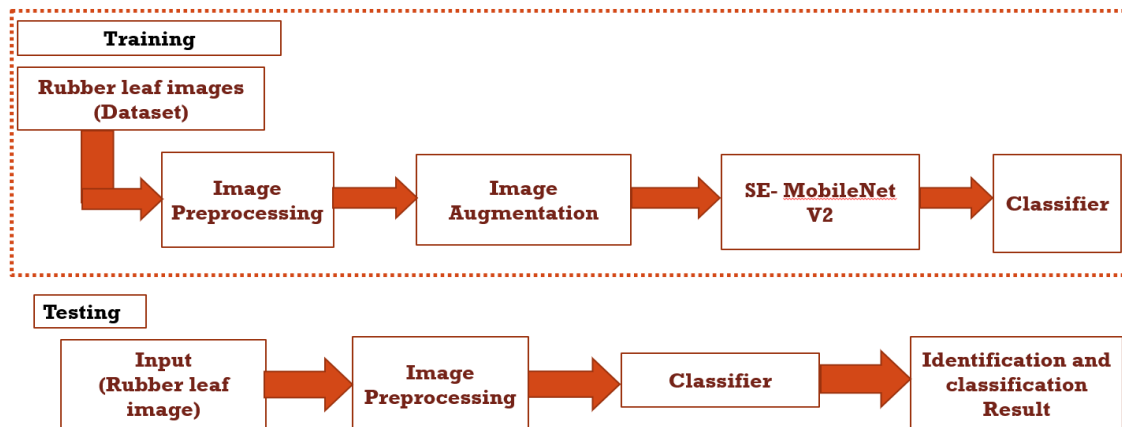 Training
Rubber leaf images
(Dataset)
Image
Preprocessing
Image
Augmentation
SE- MobileNet
V2
Classifier
Testing
Input
(Rubber leaf
image)
Image
Preprocessing
Classifier
Identification and
classification
Result